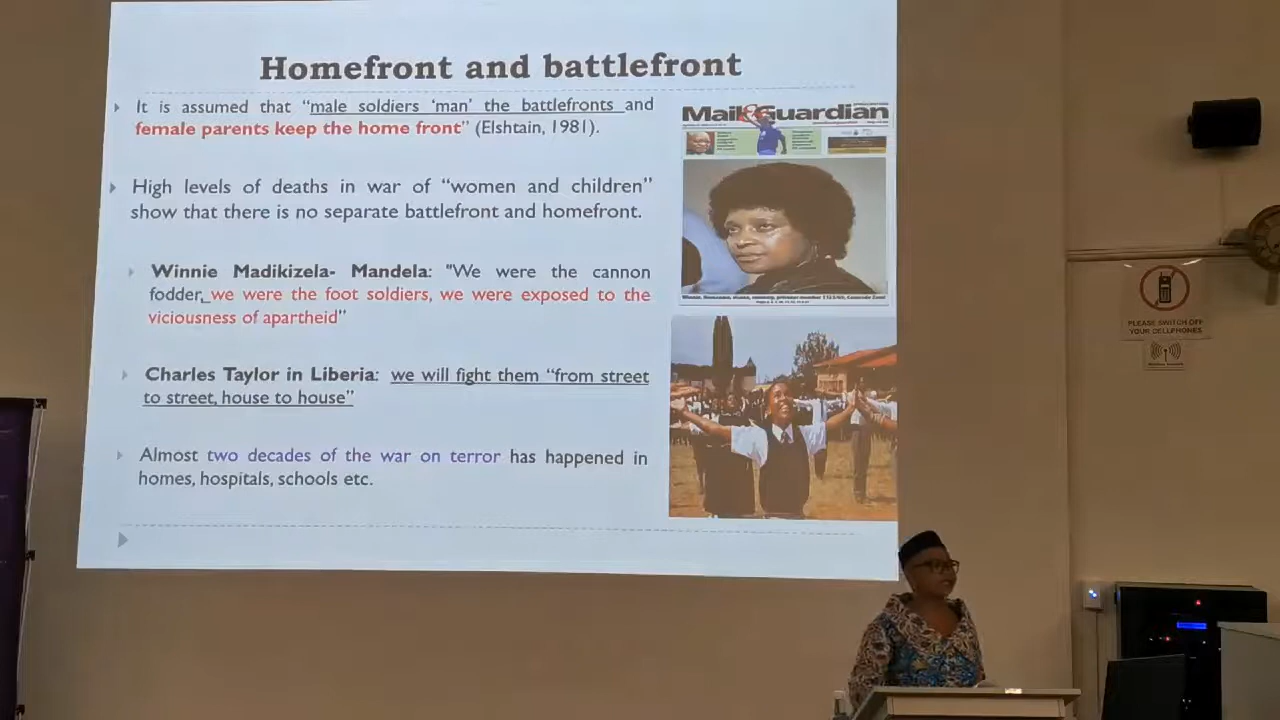 Homefront and battlefront
It is assumed that “male soldiers ‘man’ the battlefronts and
female parents keep the home front” (Elshtain, 1981).
High levels of deaths in war of “women and children”
show that there is no separate battlefront and homefront.
Winnie Madikizela- Mandela: "We were the cannon
fodder, we were the foot soldiers, we were exposed to the
viciousness of apartheid”
Charles Taylor in Liberia: we will fight them “from street
to street, house to house”
Almost two decades of the war on terror has happened in
homes, hospitals, schools etc.
Mail&Guardian
PLEASE SWITCH OFF
YOUR CELLPHONES